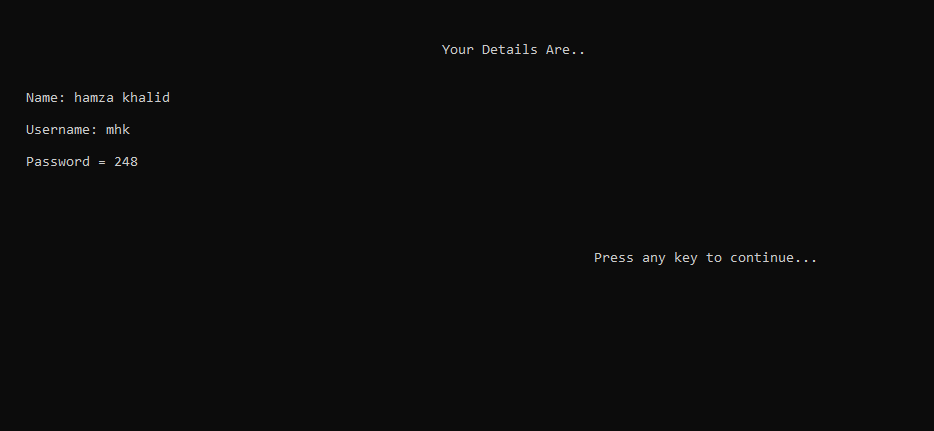 Your Details Are..
Name: hamza khalid
Username: mhk
Password = 248
Press any key to continue...